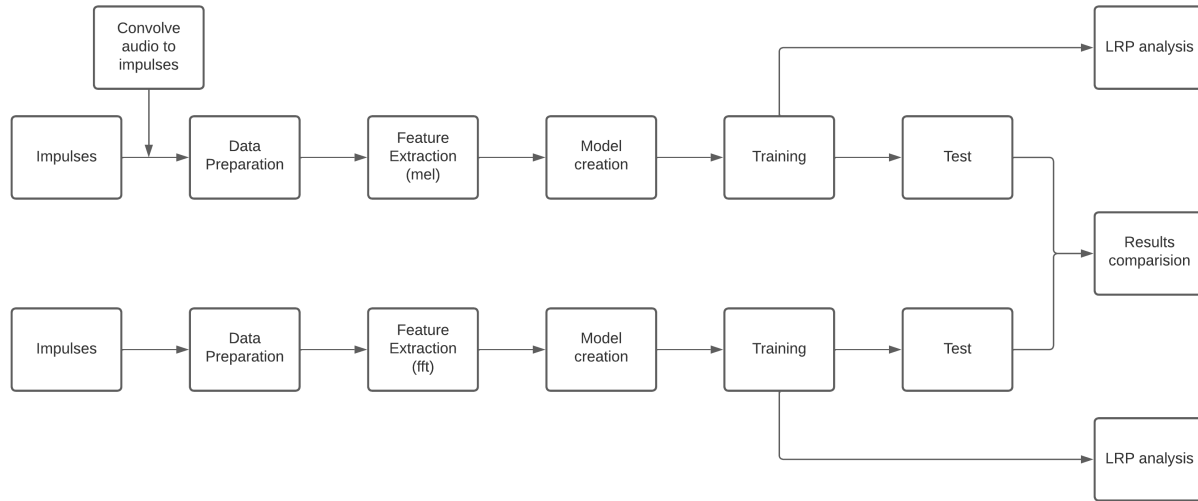 Convolve
audio to
impulses
LRP analysis
Impulses
Data
Preparation
Feature
Extraction
(mel)
Model
creation
Training
Test
Results
comparision
Impulses
Data
Preparation
Feature
Extraction
(fft)
Model
creation
Training
Test
LRP analysis